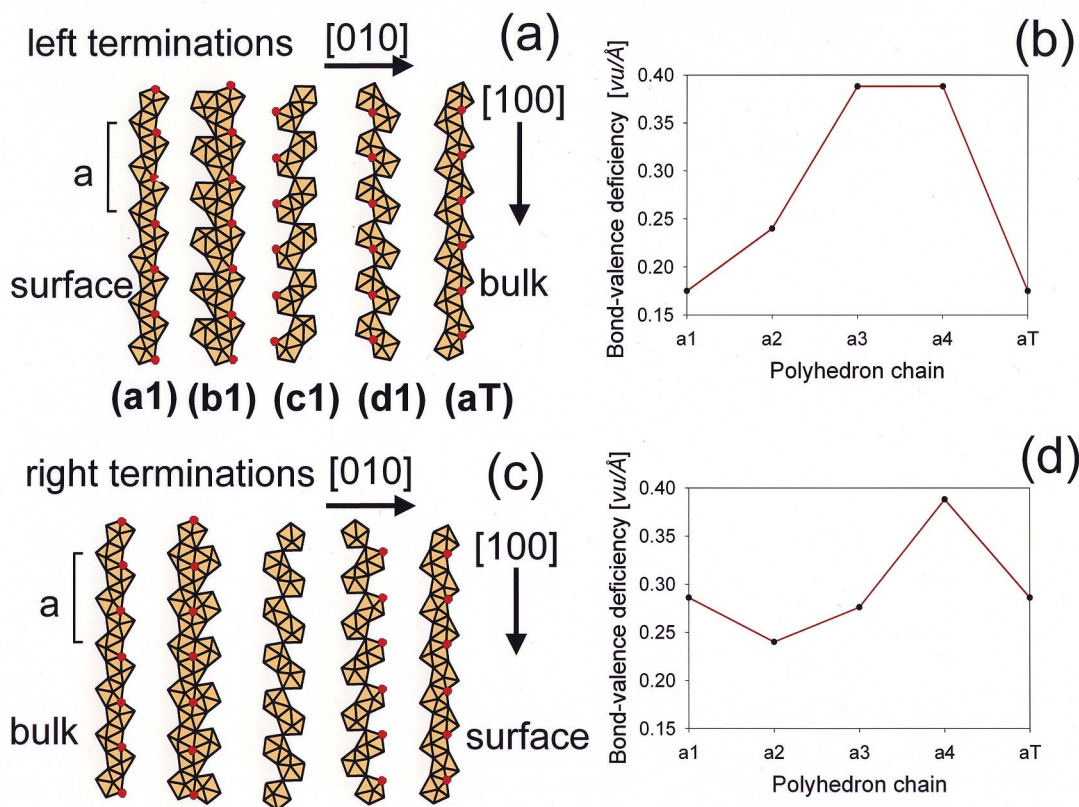 left terminations
[010]
(a)
[100]
a
surface
bulk
(a1) (b1) (c1) (d1) (aT)
(b)
Bond-valence deficiency [vu/Å]
0.40
0.35
0.30
0.25
0.20
0.15
a1 a2 a3 a4 aT
Polyhedron chain
right terminations
[010]
(c)
[100]
a
bulk
surface
(d)
Bond-valence deficiency [vu/Å]
0.40
0.35
0.30
0.25
0.20
0.15
a1 a2 a3 a4 aT
Polyhedron chain